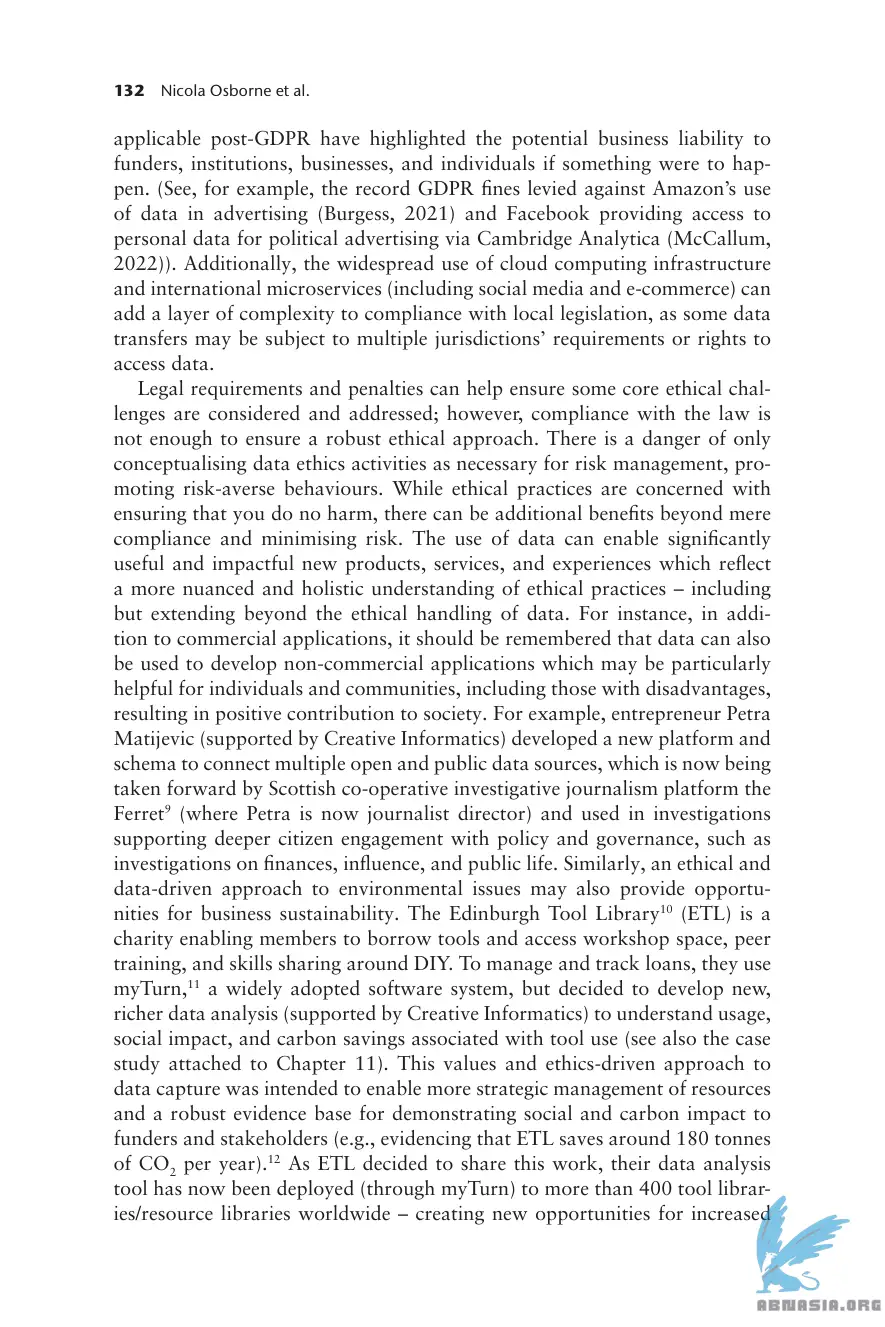 132 Nicola Osborne et al.
applicable post-GDPR have highlighted the potential business liability to
funders, institutions, businesses, and individuals if something were to hap-
pen. (See, for example, the record GDPR fines levied against Amazon’s use
of data in advertising (Burgess, 2021) and Facebook providing access to
personal data for political advertising via Cambridge Analytica (McCallum,
2022)). Additionally, the widespread use of cloud computing infrastructure
and international microservices (including social media and e-commerce) can
add a layer of complexity to compliance with local legislation, as some data
transfers may be subject to multiple jurisdictions’ requirements or rights to
access data.
Legal requirements and penalties can help ensure some core ethical chal-
lenges are considered and addressed; however, compliance with the law is
not enough to ensure a robust ethical approach. There is a danger of only
conceptualising data ethics activities as necessary for risk management, pro-
moting risk-averse behaviours. While ethical practices are concerned with
ensuring that you do no harm, there can be additional benefits beyond mere
compliance and minimising risk. The use of data can enable significantly
useful and impactful new products, services, and experiences which reflect
a more nuanced and holistic understanding of ethical practices – including
but extending beyond the ethical handling of data. For instance, in addi-
tion to commercial applications, it should be remembered that data can also
be used to develop non-commercial applications which may be particularly
helpful for individuals and communities, including those with disadvantages,
resulting in positive contribution to society. For example, entrepreneur Petra
Matijevic (supported by Creative Informatics) developed a new platform and
schema to connect multiple open and public data sources, which is now being
taken forward by Scottish co-operative investigative journalism platform the
Ferret⁹ (where Petra is now journalist director) and used in investigations
supporting deeper citizen engagement with policy and governance, such as
investigations on finances, influence, and public life. Similarly, an ethical and
data-driven approach to environmental issues may also provide opportu-
nities for business sustainability. The Edinburgh Tool Library¹⁰ (ETL) is a
charity enabling members to borrow tools and access workshop space, peer
training, and skills sharing around DIY. To manage and track loans, they use
myTurn,¹¹ a widely adopted software system, but decided to develop new,
richer data analysis (supported by Creative Informatics) to understand usage,
social impact, and carbon savings associated with tool use (see also the case
study attached to Chapter 11). This values and ethics-driven approach to
data capture was intended to enable more strategic management of resources
and a robust evidence base for demonstrating social and carbon impact to
funders and stakeholders (e.g., evidencing that ETL saves around 180 tonnes
of CO₂ per year).¹² As ETL decided to share this work, their data analysis
tool has now been deployed (through myTurn) to more than 400 tool librar-
ies/resource libraries worldwide – creating new opportunities for increased
ABNASIA.ORG